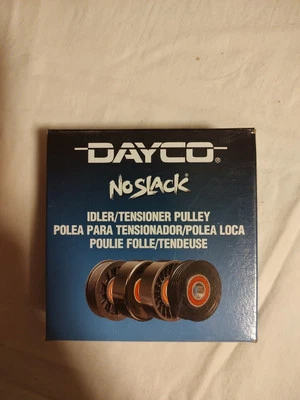 DAYCO®
NO SLACK
IDLER/TENSIONER PULLEY
POLEA PARA TENSIONADOR/POLEA LOCA
POULIE FOLLE/TENDEUSE